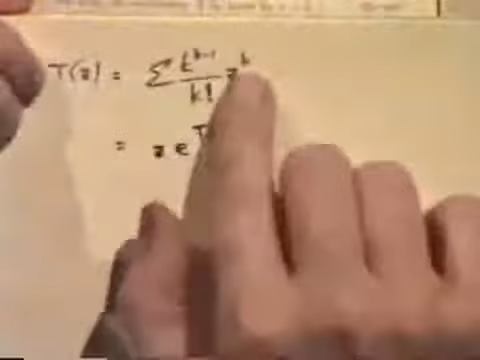 T(z) = Σ k^{k-1}/k! z^k
= z e^T